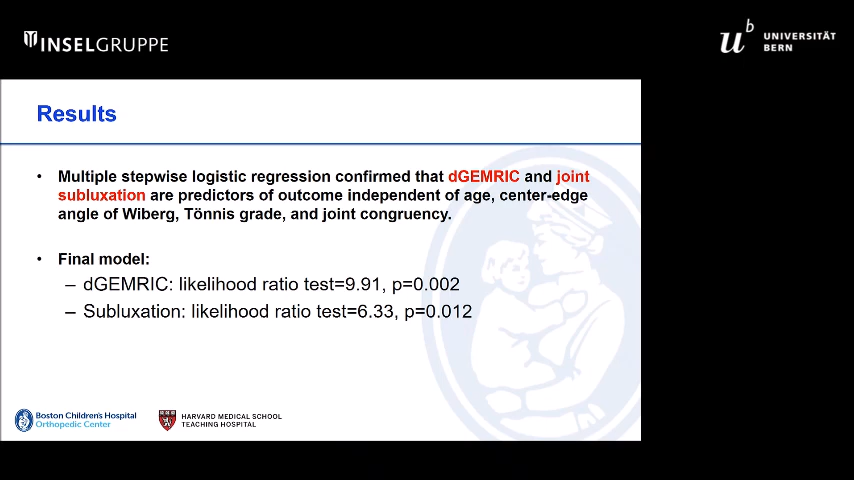 INSELGRUPPE
u b
UNIVERSITÄT
BERN
Results
• Multiple stepwise logistic regression confirmed that dGEMRIC and joint
subluxation are predictors of outcome independent of age, center-edge
angle of Wiberg, Tönnis grade, and joint congruency.
• Final model:
– dGEMRIC: likelihood ratio test=9.91, p=0.002
– Subluxation: likelihood ratio test=6.33, p=0.012
Boston Children's Hospital
Orthopedic Center
HARVARD MEDICAL SCHOOL
TEACHING HOSPITAL